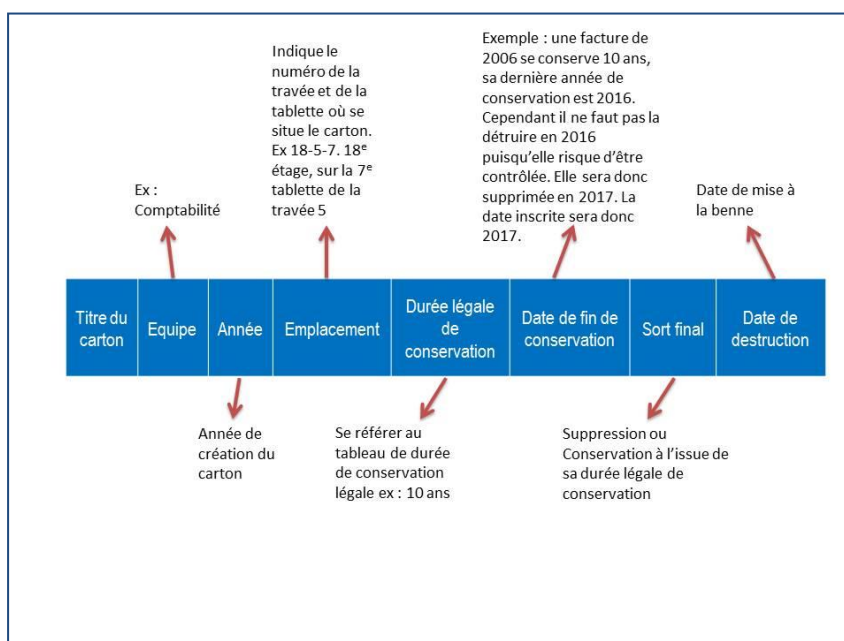 Ex :
Comptabilité
Indique le
numéro de la
travée et de la
tablette où se
situe le carton.
Ex 18-5-7. 18e
étage, sur la 7e
tablette de la
travée 5
Exemple : une facture de
2006 se conserve 10 ans,
sa dernière année de
conservation est 2016.
Cependant il ne faut pas la
détruire en 2016
puisqu'elle risque d'être
contrôlée. Elle sera donc
supprimée en 2017. La
date inscrite sera donc
2017.
Date de mise à
la benne
Titre du
carton
Equipe
Année
Emplacement
Durée légale
de
conservation
Date de fin de
conservation
Sort final
Date de
destruction
Année de
création du
carton
Se référer au
tableau de durée
de conservation
légale ex : 10 ans
Suppression ou
Conservation à l'issue de
sa durée légale de
conservation